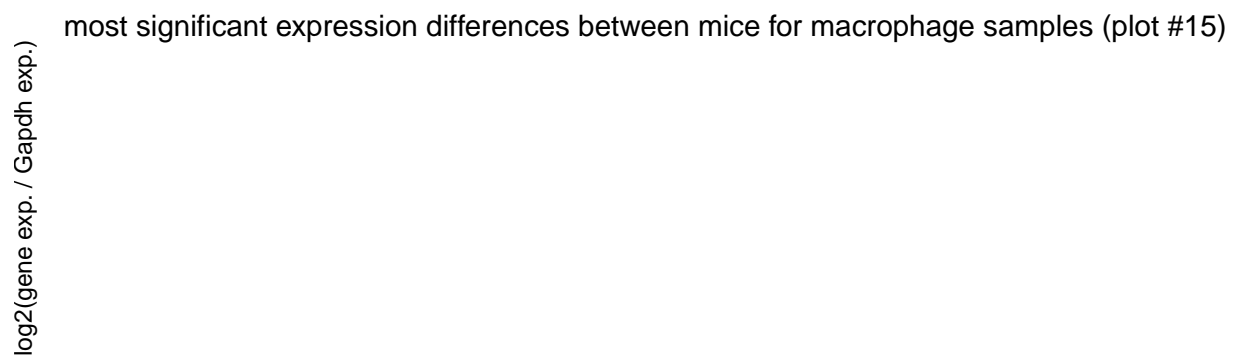 most significant expression differences between mice for macrophage samples (plot #15)
log2(gene exp. / Gapdh exp.)